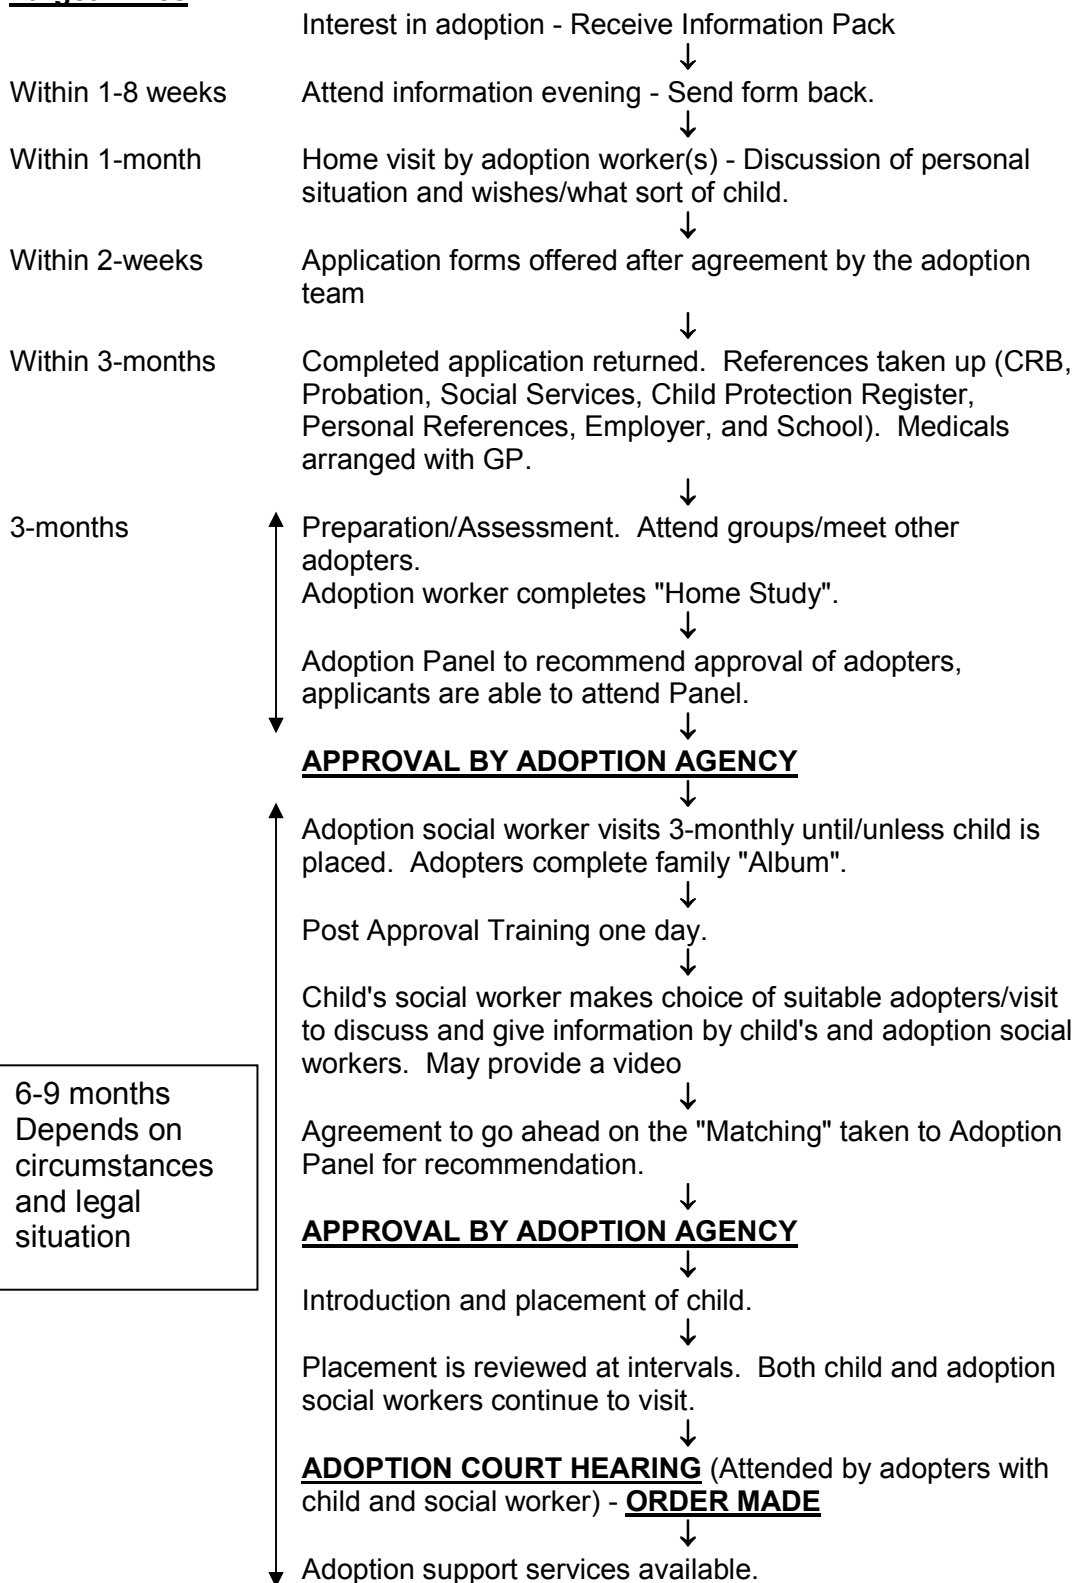 Interest in adoption - Receive Information Pack
↓
Within 1-8 weeks Attend information evening - Send form back.
↓
Within 1-month Home visit by adoption worker(s) - Discussion of personal
situation and wishes/what sort of child.
↓
Within 2-weeks Application forms offered after agreement by the adoption
team
↓
Within 3-months Completed application returned. References taken up (CRB,
Probation, Social Services, Child Protection Register,
Personal References, Employer, and School). Medicals
arranged with GP.
↓
3-months Preparation/Assessment. Attend groups/meet other
adopters.
Adoption worker completes "Home Study".
↓
Adoption Panel to recommend approval of adopters,
applicants are able to attend Panel.
↓
APPROVAL BY ADOPTION AGENCY
↓
Adoption social worker visits 3-monthly until/unless child is
placed. Adopters complete family "Album".
↓
Post Approval Training one day.
↓
Child's social worker makes choice of suitable adopters/visit
to discuss and give information by child's and adoption social
workers. May provide a video
↓
6-9 months
Depends on
circumstances
and legal
situation
Agreement to go ahead on the "Matching" taken to Adoption
Panel for recommendation.
↓
APPROVAL BY ADOPTION AGENCY
↓
Introduction and placement of child.
↓
Placement is reviewed at intervals. Both child and adoption
social workers continue to visit.
↓
ADOPTION COURT HEARING (Attended by adopters with
child and social worker) - ORDER MADE
↓
Adoption support services available.